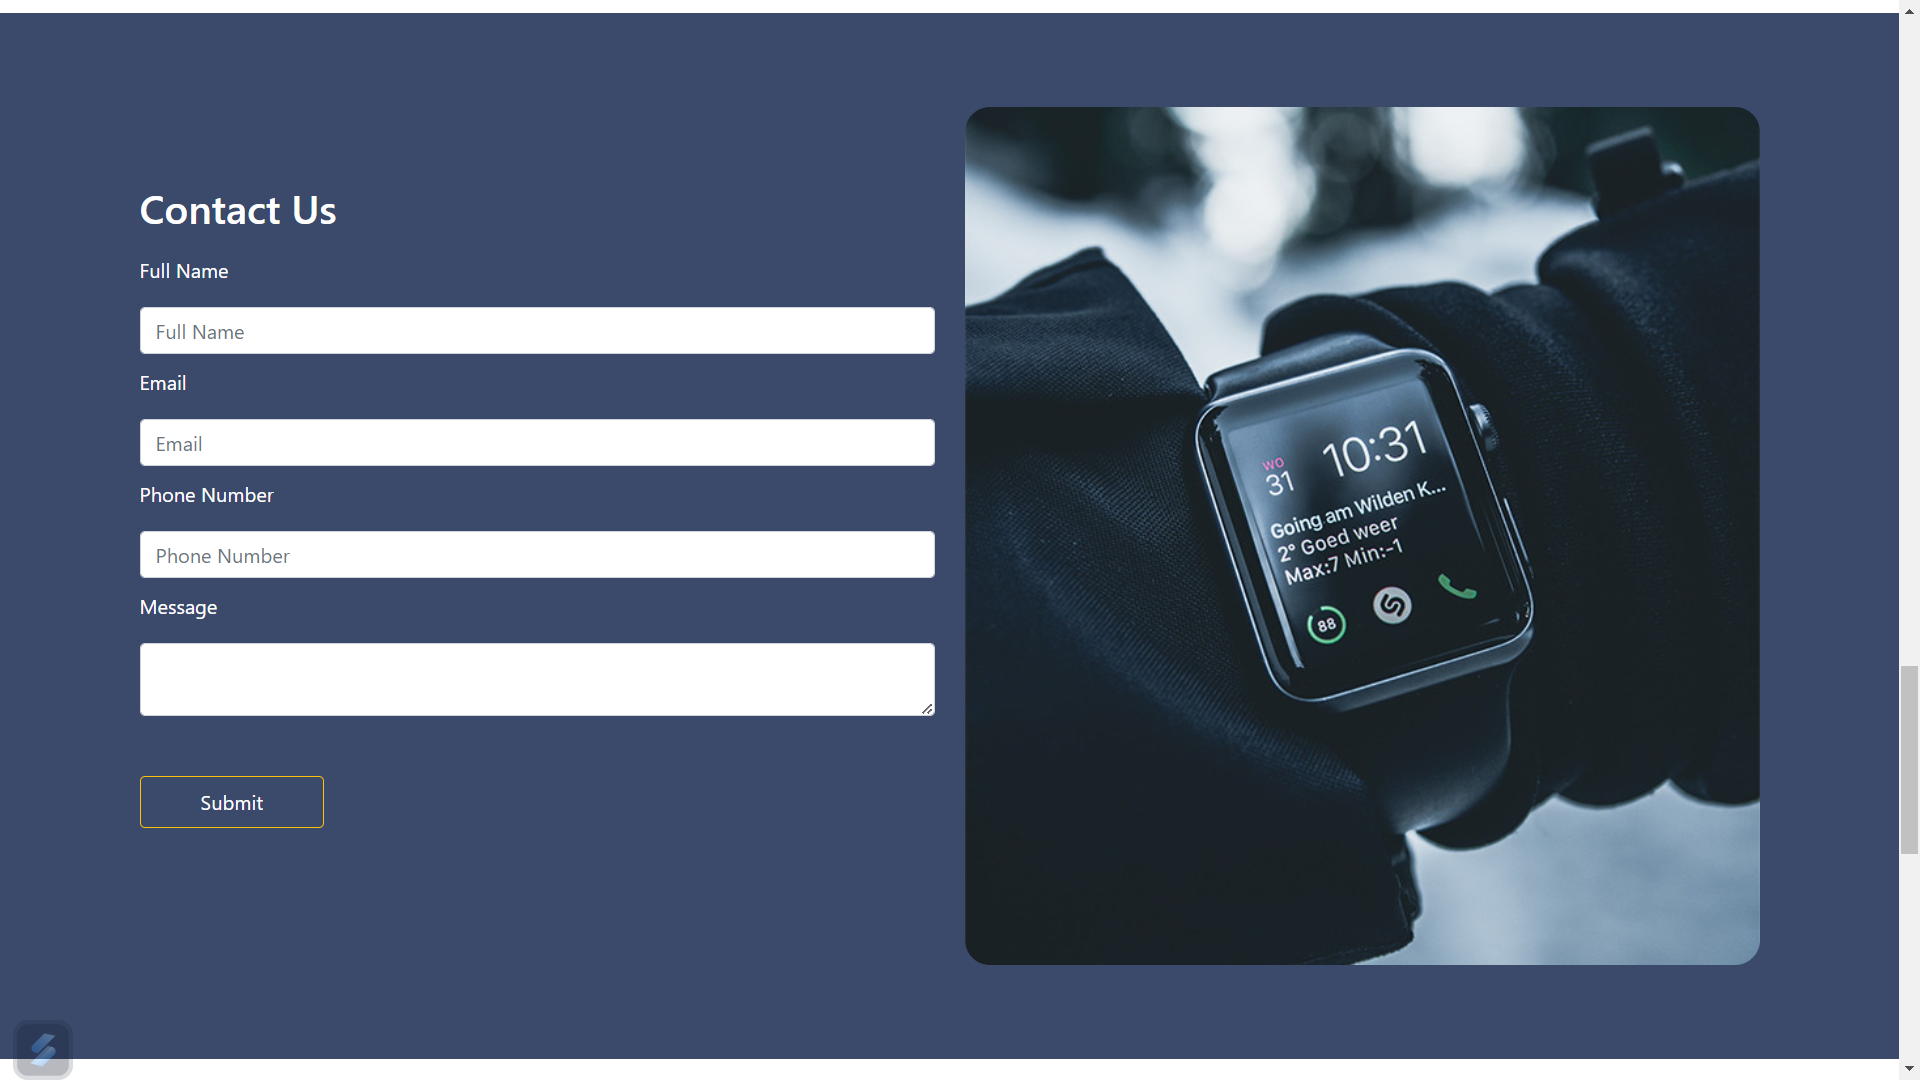 Contact Us
Full Name
Full Name
Email
Email
Phone Number
Phone Number
Message
Submit
WO
31
10:31
Going am Wilden K...
2° Goed weer
Max:7 Min:-1
88